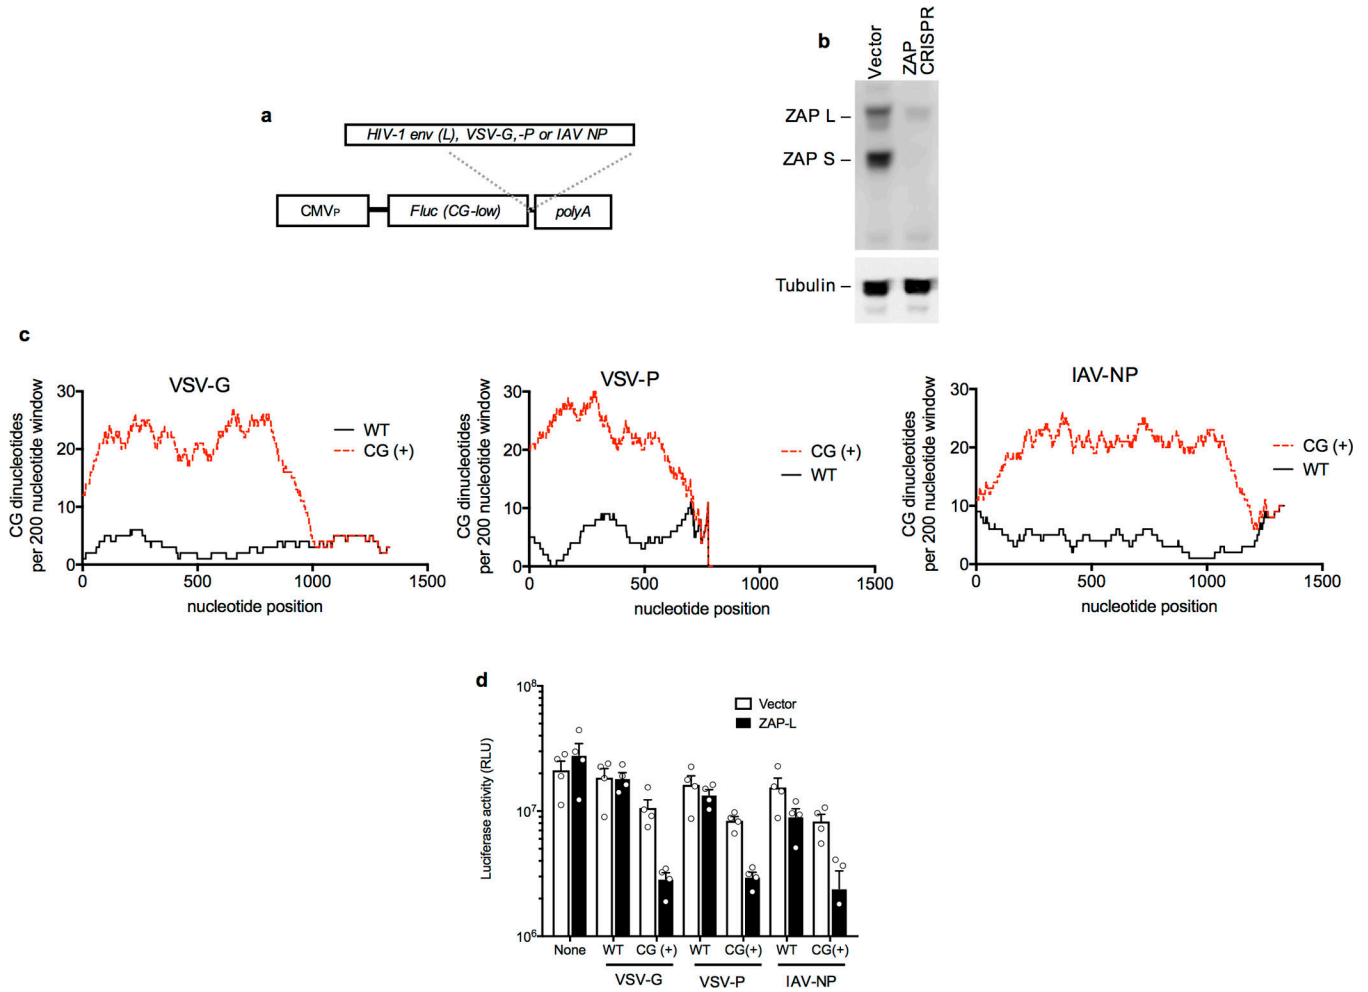 a
HIV-1 env (L), VSV-G,-P or IAV NP
CMVP
Fluc (CG-low)
polyA
b
Vector
ZAP
CRISPR
ZAP L –
ZAP S –
Tubulin –
c
VSV-G
CG dinucleotides
per 200 nucleotide window
30
20
10
0
0
500
1000
1500
nucleotide position
WT
CG (+)
VSV-P
CG dinucleotides
per 200 nucleotide window
30
20
10
0
0
500
1000
1500
nucleotide position
CG (+)
WT
IAV-NP
CG dinucleotides
per 200 nucleotide window
30
20
10
0
0
500
1000
1500
nucleotide position
CG (+)
WT
d
Luciferase activity (RLU)
10⁸
10⁷
10⁶
Vector
ZAP-L
None
WT
CG (+)
WT
CG(+)
WT
CG(+)
VSV-G
VSV-P
IAV-NP